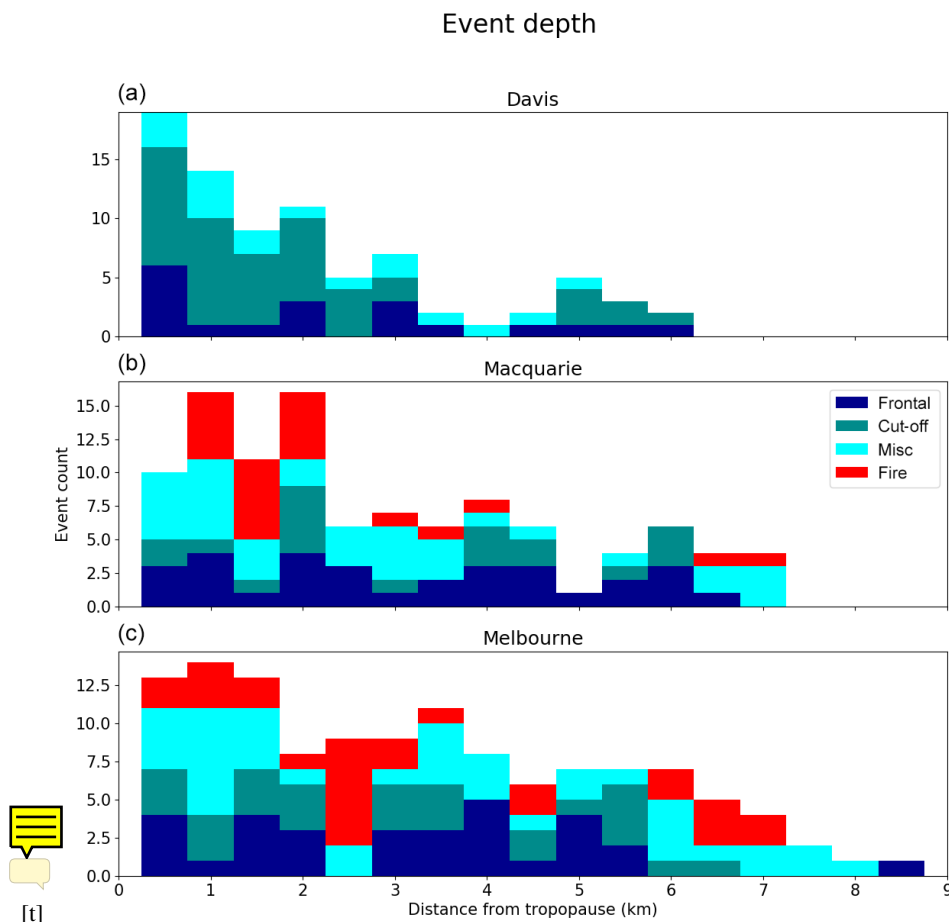 Event depth
(a)
Davis
15
10
5
0
(b)
Macquarie
15.0
12.5
10.0
7.5
5.0
2.5
0.0
Event count
Frontal
Cut-off
Misc
Fire
(c)
Melbourne
12.5
10.0
7.5
5.0
2.5
0.0
0 1 2 3 4 5 6 7 8 9
Distance from tropopause (km)
[t]